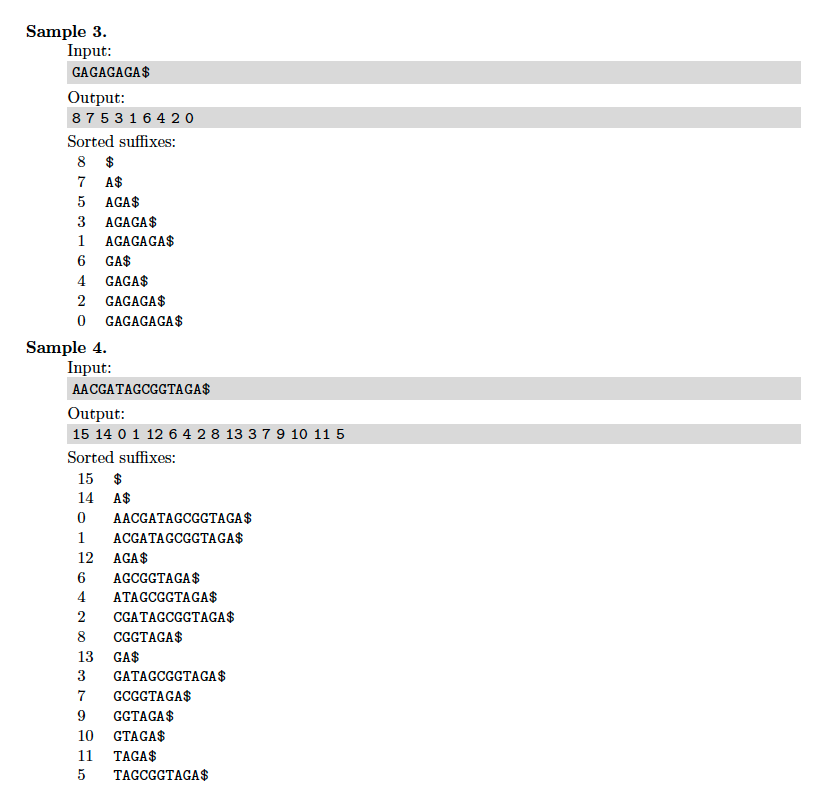 Sample 3.
Input:
GAGAGAGA$
Output:
8 7 5 3 1 6 4 2 0
Sorted suffixes:
8 $
7 A$
5 AGA$
3 AGAGA$
1 AGAGAGA$
6 GA$
4 GAGA$
2 GAGAGA$
0 GAGAGAGA$
Sample 4.
Input:
AACGATAGCGGTAGA$
Output:
15 14 0 1 12 6 4 2 8 13 3 7 9 10 11 5
Sorted suffixes:
15 $
14 A$
0 AACGATAGCGGTAGA$
1 ACGATAGCGGTAGA$
12 AGA$
6 AGCGGTAGA$
4 ATAGCGGTAGA$
2 CGATAGCGGTAGA$
8 CGGTAGA$
13 GA$
3 GATAGCGGTAGA$
7 GCGGTAGA$
9 GGTAGA$
10 GTAGA$
11 TAGA$
5 TAGCGGTAGA$